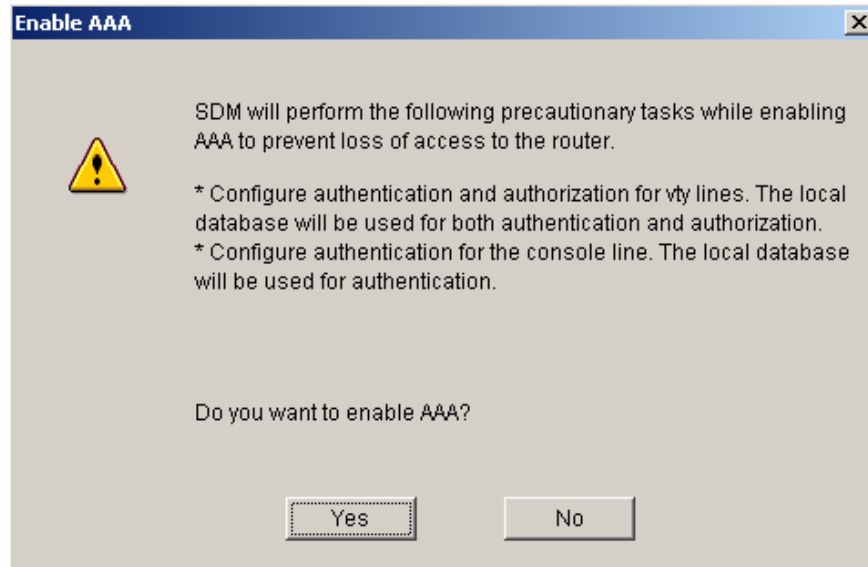 Enable AAA
SDM will perform the following precautionary tasks while enabling
AAA to prevent loss of access to the router.
* Configure authentication and authorization for vty lines. The local
database will be used for both authentication and authorization.
* Configure authentication for the console line. The local database
will be used for authentication.
Do you want to enable AAA?
Yes
No